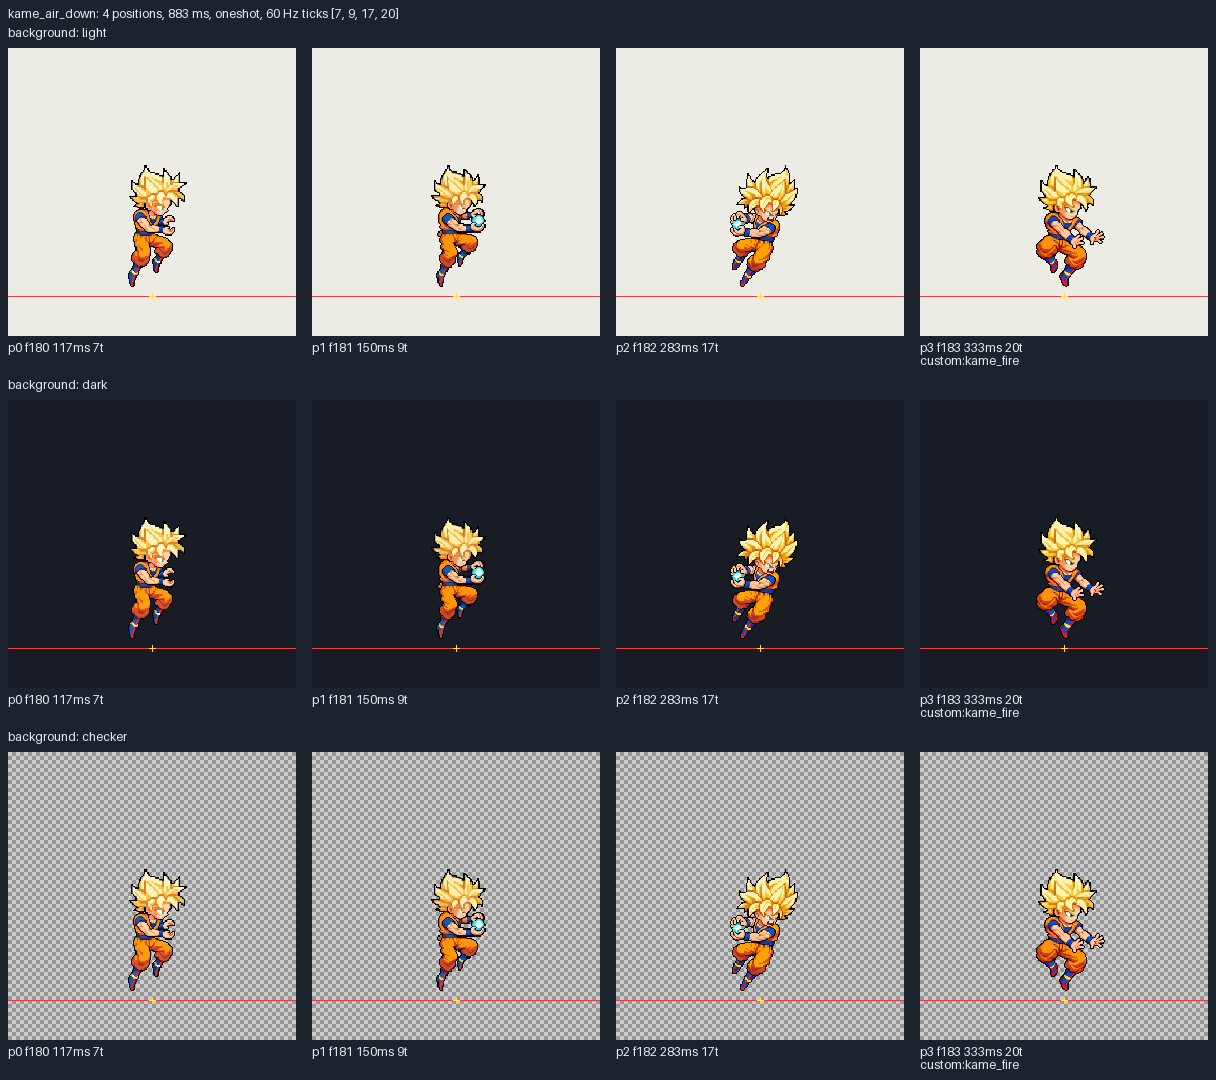 kame_air_down: 4 positions, 883 ms, oneshot, 60 Hz ticks [7, 9, 17, 20]
background: light
p0 f180 117ms 7t
p1 f181 150ms 9t
p2 f182 283ms 17t
p3 f183 333ms 20t
custom:kame_fire
background: dark
p0 f180 117ms 7t
p1 f181 150ms 9t
p2 f182 283ms 17t
p3 f183 333ms 20t
custom:kame_fire
background: checker
p0 f180 117ms 7t
p1 f181 150ms 9t
p2 f182 283ms 17t
p3 f183 333ms 20t
custom:kame_fire